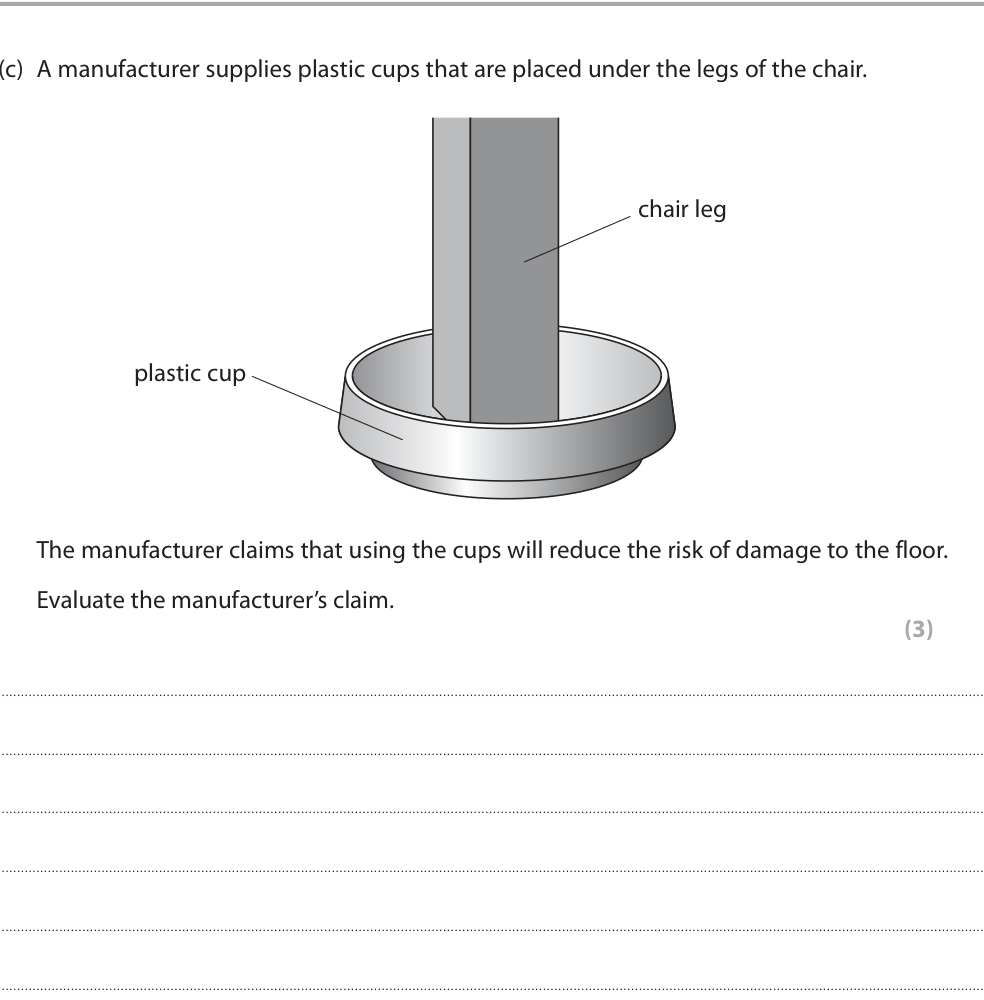 (c) A manufacturer supplies plastic cups that are placed under the legs of the chair.
chair leg
plastic cup
The manufacturer claims that using the cups will reduce the risk of damage to the floor.
Evaluate the manufacturer’s claim.
(3)